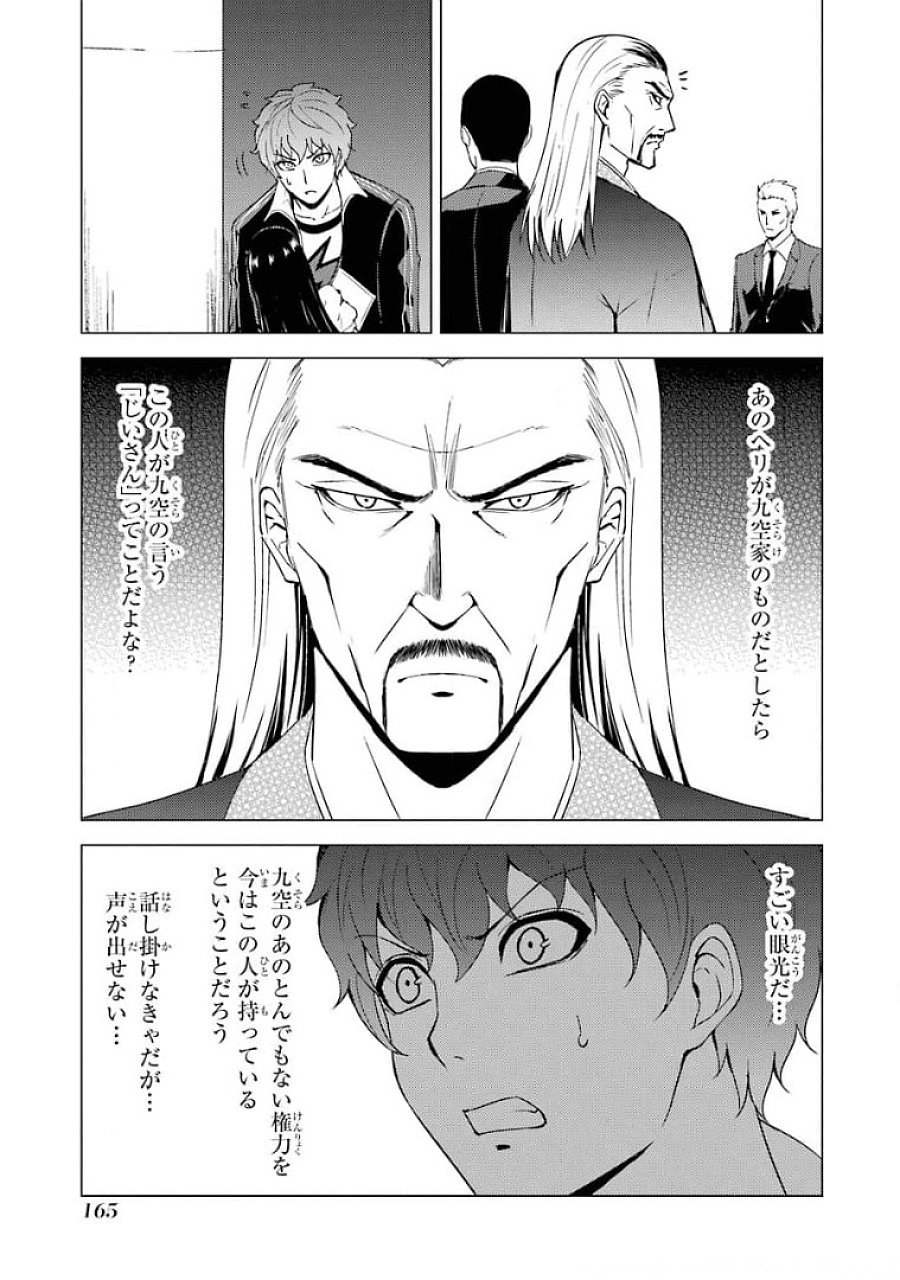 あのヘリが九空家のものだとしたら
この人が九空の言う
『じいさん』ってことだよな?
すごい眼光だ…
九空のあのとんでもない権力を
今はこの人が持っている
ということだろう
話し掛けなきゃだが…
声が出せない…
165